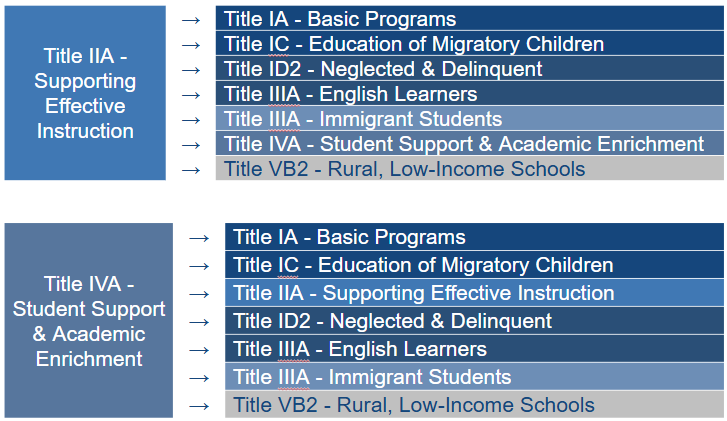 Title IIA -
Supporting
Effective
Instruction
→ Title IA - Basic Programs
→ Title IC - Education of Migratory Children
→ Title ID2 - Neglected & Delinquent
→ Title IIIA - English Learners
→ Title IIIA - Immigrant Students
→ Title IVA - Student Support & Academic Enrichment
→ Title VB2 - Rural, Low-Income Schools
Title IVA -
Student Support
& Academic
Enrichment
→ Title IA - Basic Programs
→ Title IC - Education of Migratory Children
→ Title IIA - Supporting Effective Instruction
→ Title ID2 - Neglected & Delinquent
→ Title IIIA - English Learners
→ Title IIIA - Immigrant Students
→ Title VB2 - Rural, Low-Income Schools